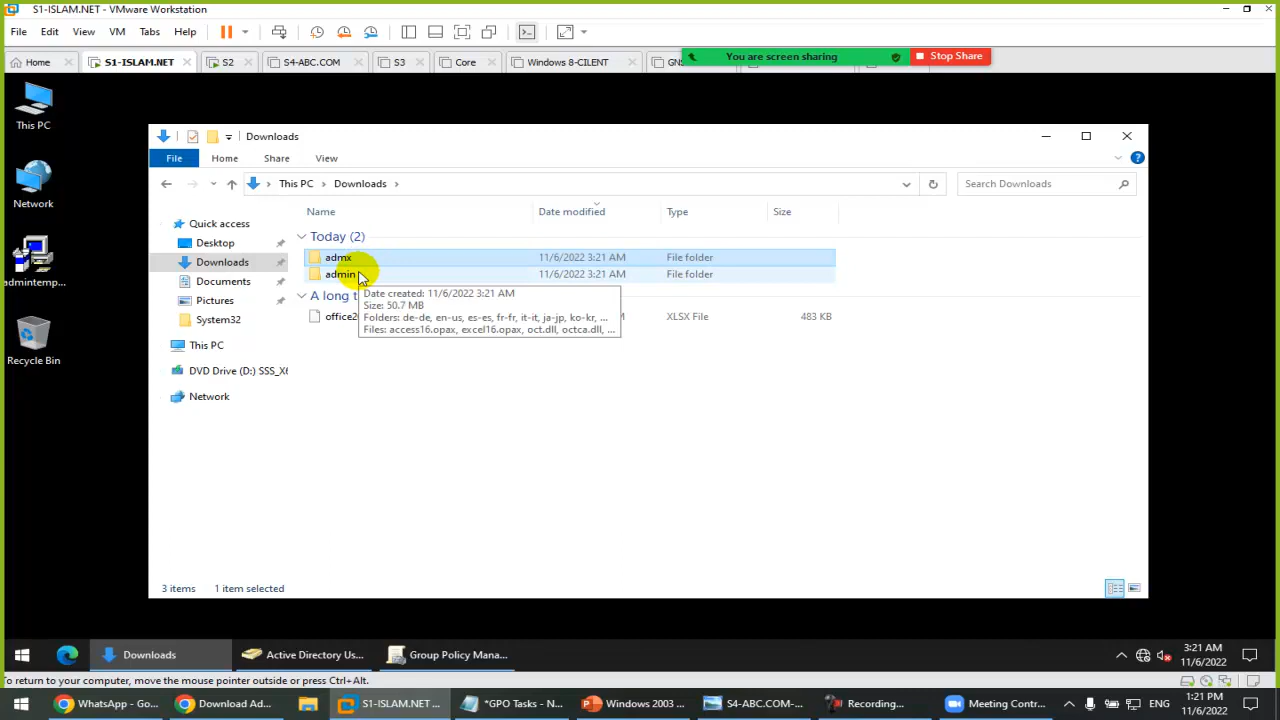 S1-ISLAM.NET - VMware Workstation
File Edit View VM Tabs Help
Home S1-ISLAM.NET S2 S4-ABC.COM S3 Core Windows 8-CILENT
You are screen sharing Stop Share
This PC
Network
admintemp...
Recycle Bin
Downloads
File Home Share View
This PC Downloads
Search Downloads
Name Date modified Type Size
Quick access
Desktop
Downloads
Documents
Pictures
System32
This PC
DVD Drive (D:) SSS_X6
Network
Today (2)
admx 11/6/2022 3:21 AM File folder
admin 11/6/2022 3:21 AM File folder
A long t
XLSX File 483 KB
Date created: 11/6/2022 3:21 AM
Size: 50.7 MB
Folders: de-de, en-us, es-es, fr-fr, it-it, ja-jp, ko-kr, ...
Files: access16.opax, excel16.opax, oct.dll, octca.dll, ...
3 items 1 item selected
Downloads Active Directory Us... Group Policy Mana...
3:21 AM
11/6/2022
To return to your computer, move the mouse pointer outside or press Ctrl+Alt.
WhatsApp - Go... Download Ad... S1-ISLAM.NET ... *GPO Tasks - N... Windows 2003 ... S4-ABC.COM-... Recording... Meeting Contr...
ENG
1:21 PM
11/6/2022